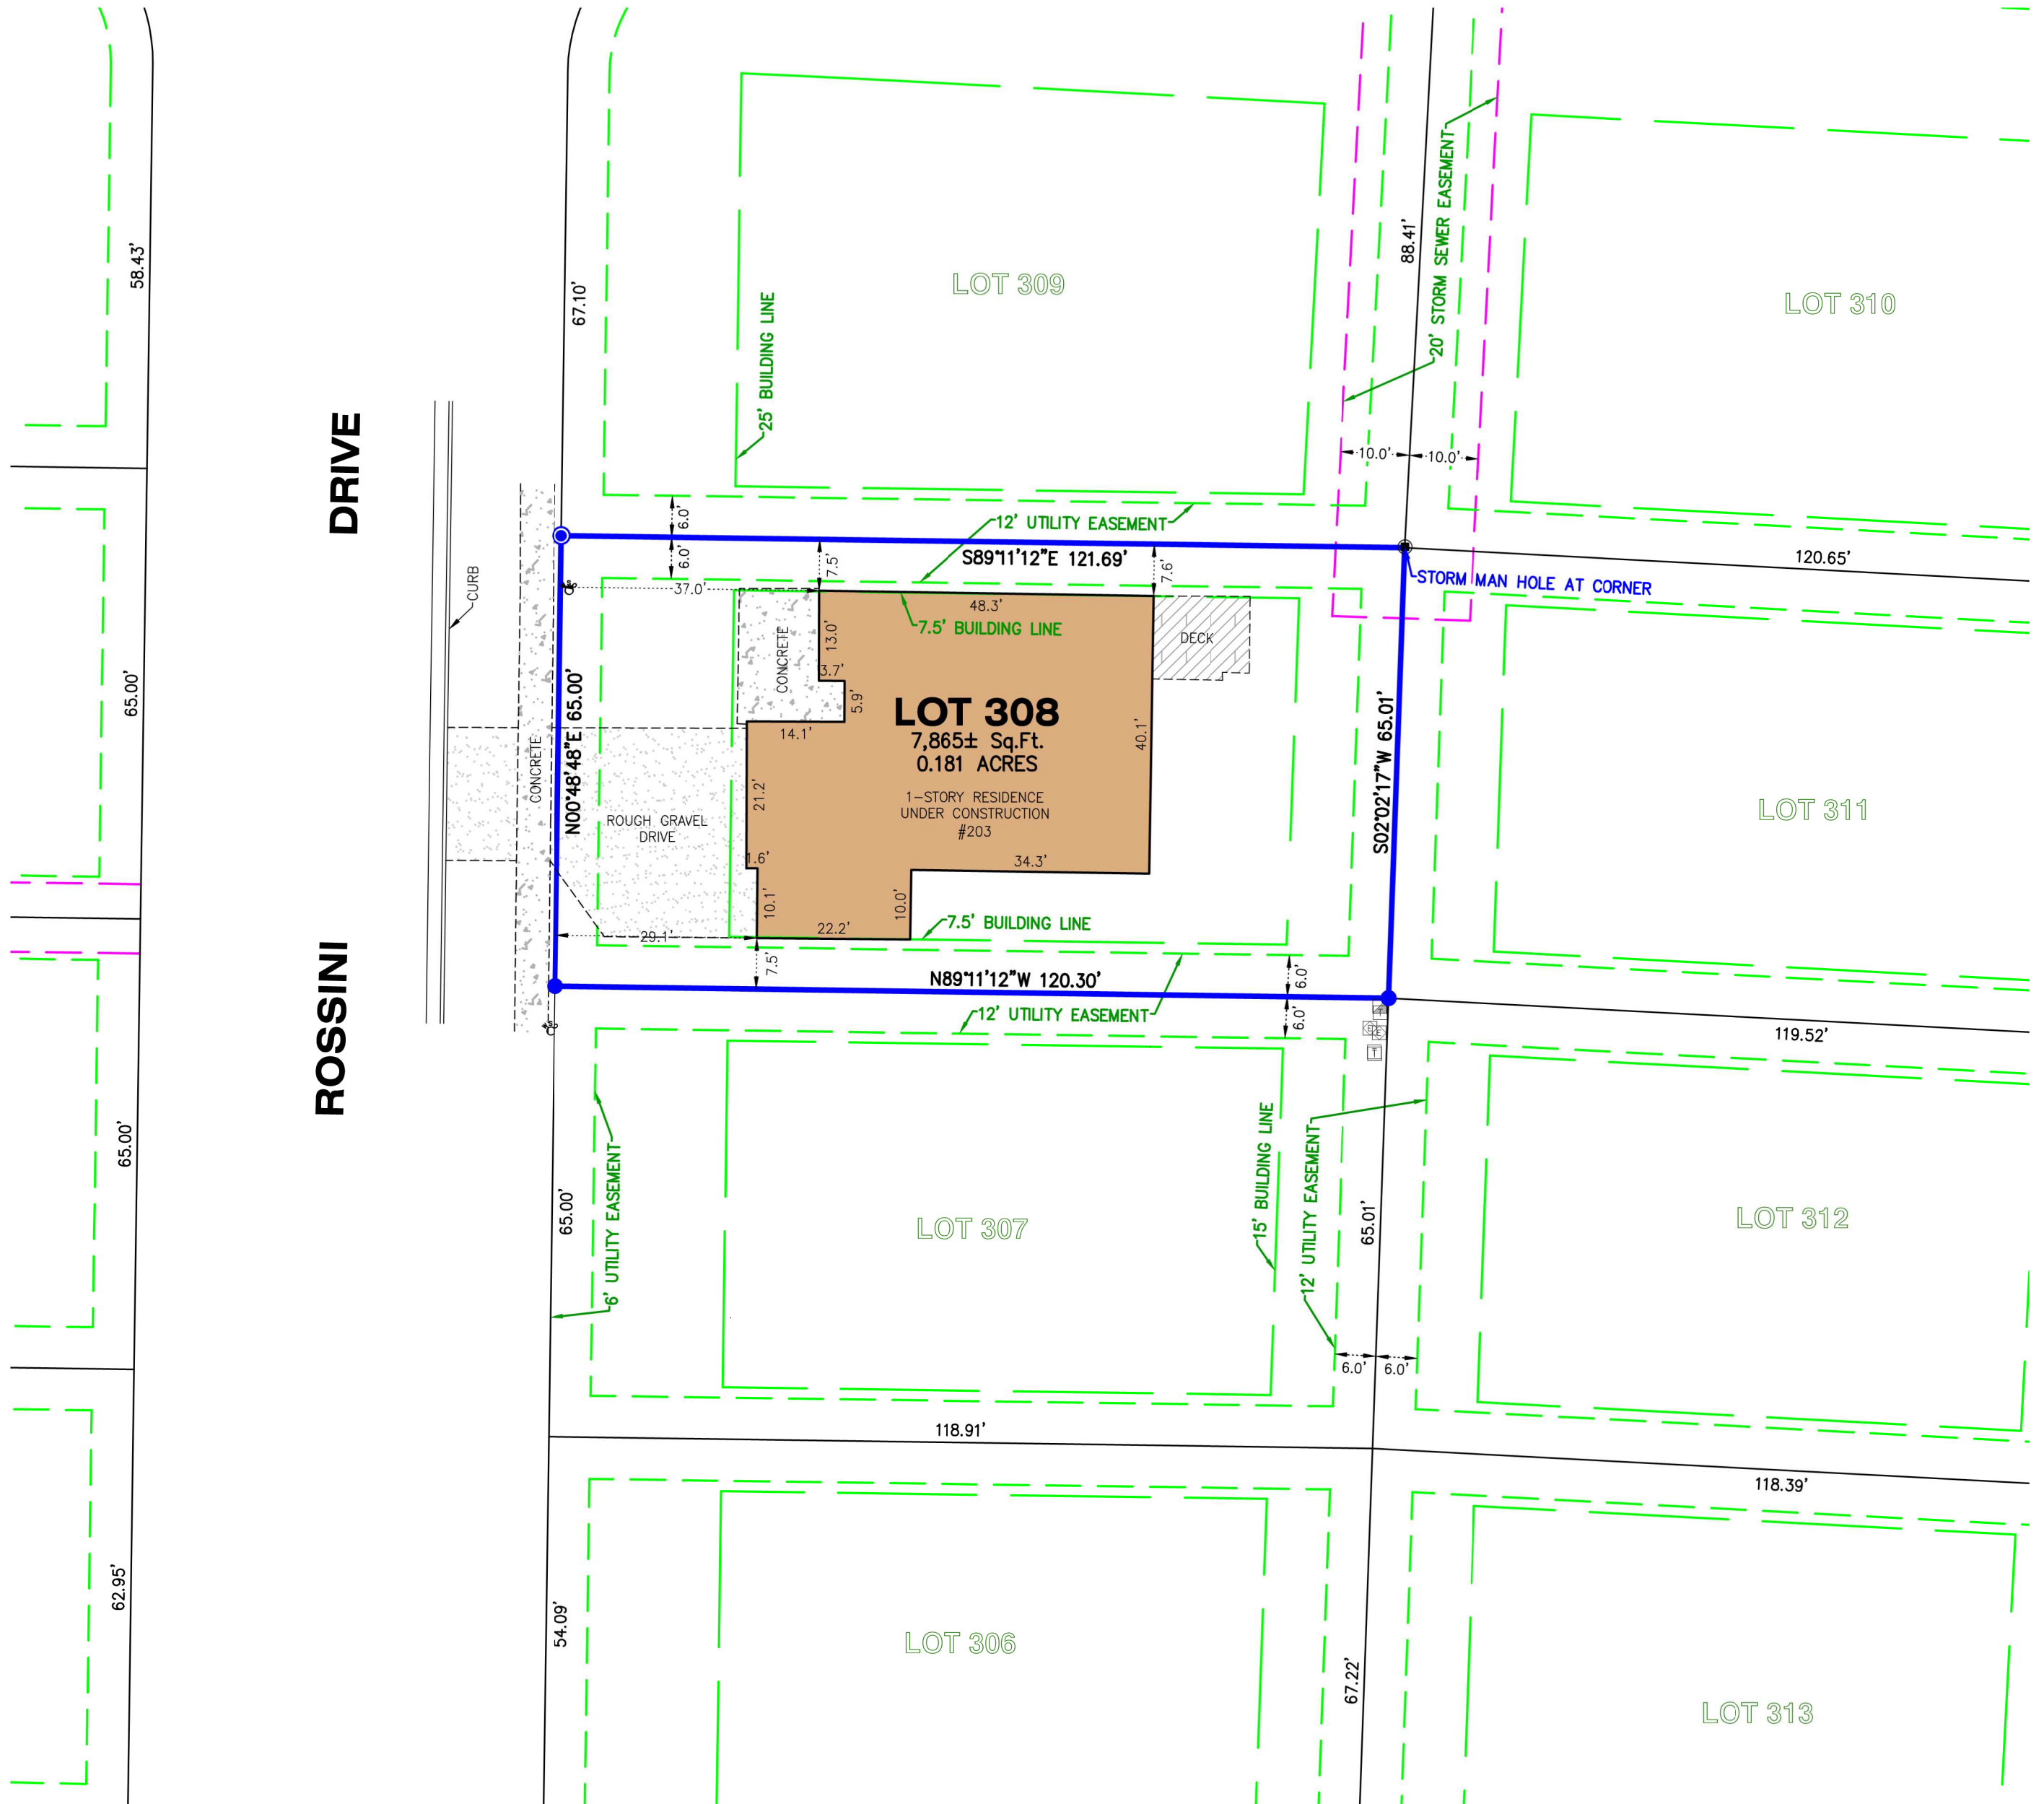 58.43'
67.10'
88.41'
20' STORM SEWER EASEMENT
LOT 309
LOT 310
25' BUILDING LINE
DRIVE
10.0'
10.0'
6.0'
12' UTILITY EASEMENT
6.0'
7.5'
S89°11'12"E 121.69'
7.6'
120.65'
CURB
37.0'
48.3'
STORM MAN HOLE AT CORNER
7.5' BUILDING LINE
CONCRETE
13.0'
DECK
3.7'
5.9'
65.00'
N00°48'48"E 65.00'
LOT 308
7,865± Sq.Ft.
0.181 ACRES
14.1'
40.1'
S02°02'17"W 65.01'
CONCRETE
21.2'
1-STORY RESIDENCE
UNDER CONSTRUCTION
#203
ROUGH GRAVEL
DRIVE
LOT 311
1.6'
34.3'
10.1'
10.0'
22.2'
7.5' BUILDING LINE
29.1'
7.5'
6.0'
N89°11'12"W 120.30'
12' UTILITY EASEMENT
6.0'
ROSSINI
119.52'
T
65.00'
65.00'
6' UTILITY EASEMENT
LOT 307
15' BUILDING LINE
12' UTILITY EASEMENT
65.01'
LOT 312
6.0'
6.0'
118.91'
118.39'
62.95'
54.09'
LOT 306
67.22'
LOT 313